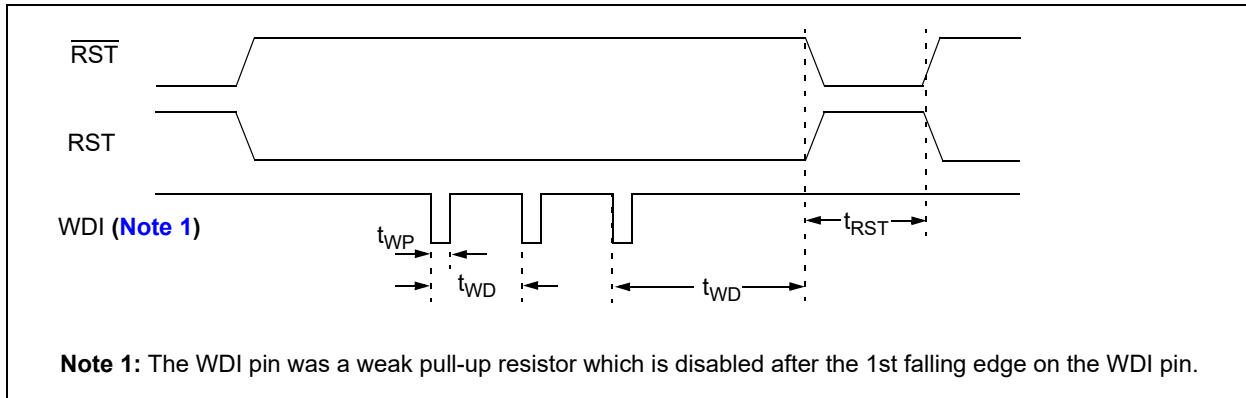 R̅S̅T̅
RST
WDI (Note 1)
tWP
tWD
tWD
tRST
Note 1: The WDI pin was a weak pull-up resistor which is disabled after the 1st falling edge on the WDI pin.